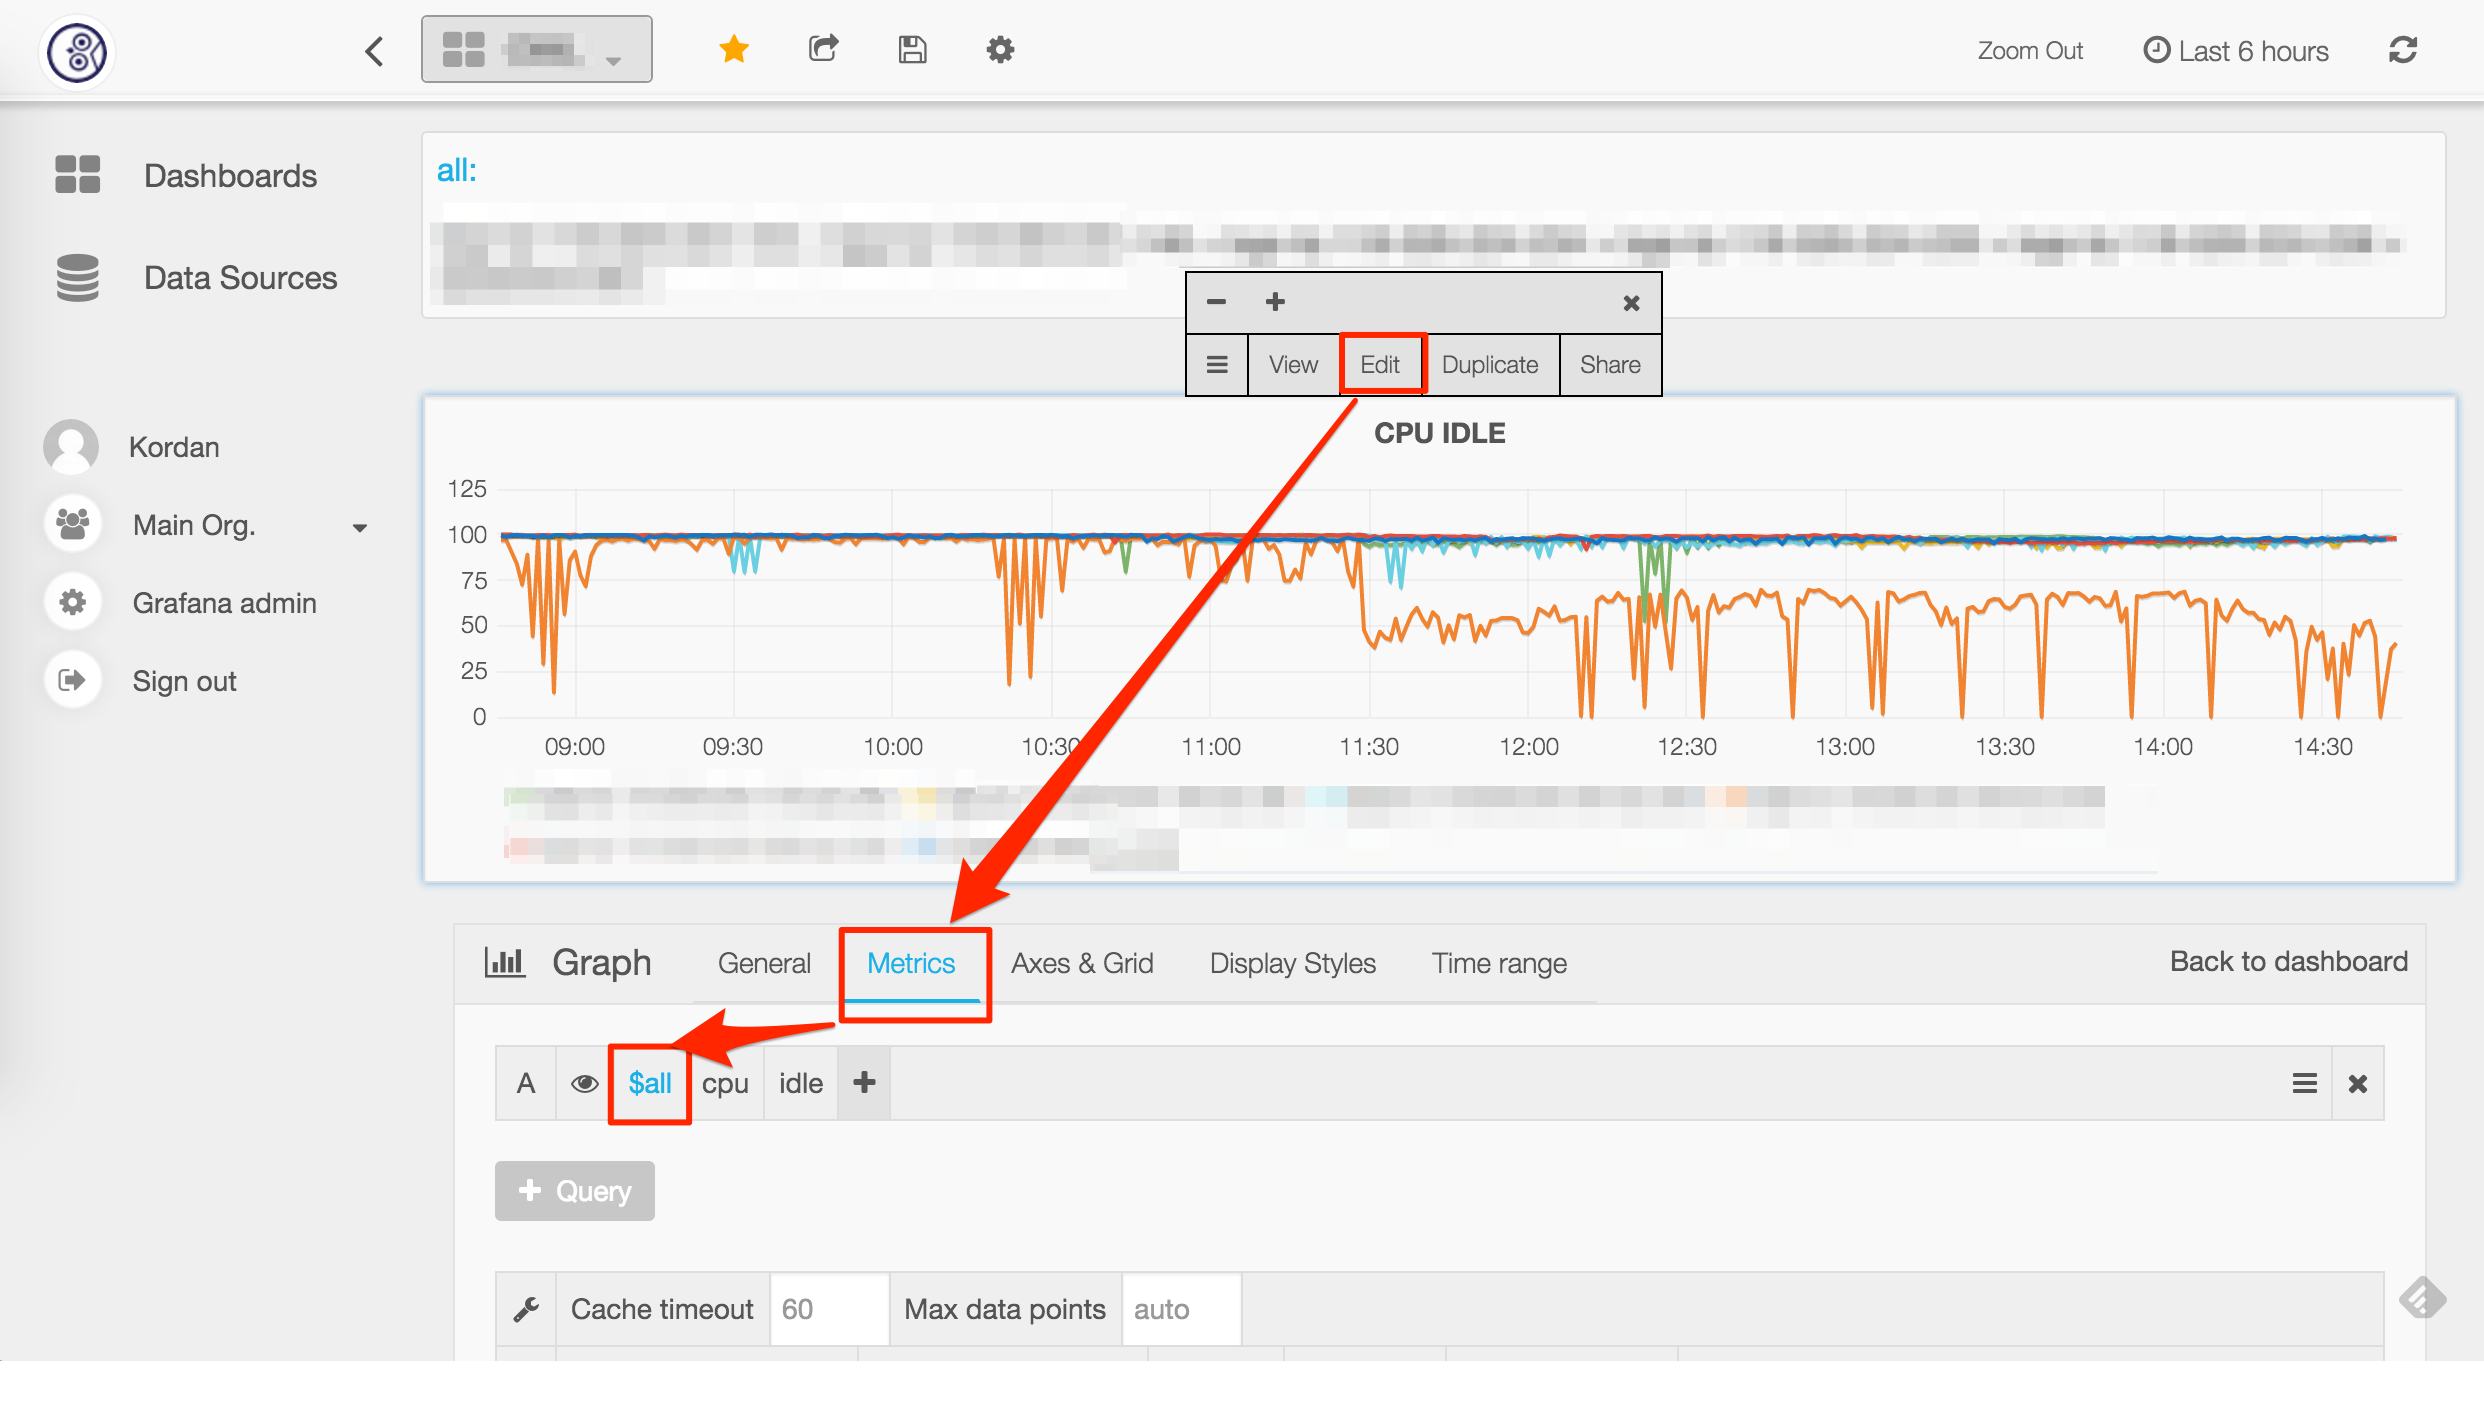 Zoom Out Last 6 hours
Dashboards
Data Sources
Kordan
Main Org.
Grafana admin
Sign out
all:
View Edit Duplicate Share
CPU IDLE
125
100
75
50
25
0
09:00 09:30 10:00 10:30 11:00 11:30 12:00 12:30 13:00 13:30 14:00 14:30
Graph General Metrics Axes & Grid Display Styles Time range Back to dashboard
A $all cpu idle
Query
Cache timeout 60 Max data points auto